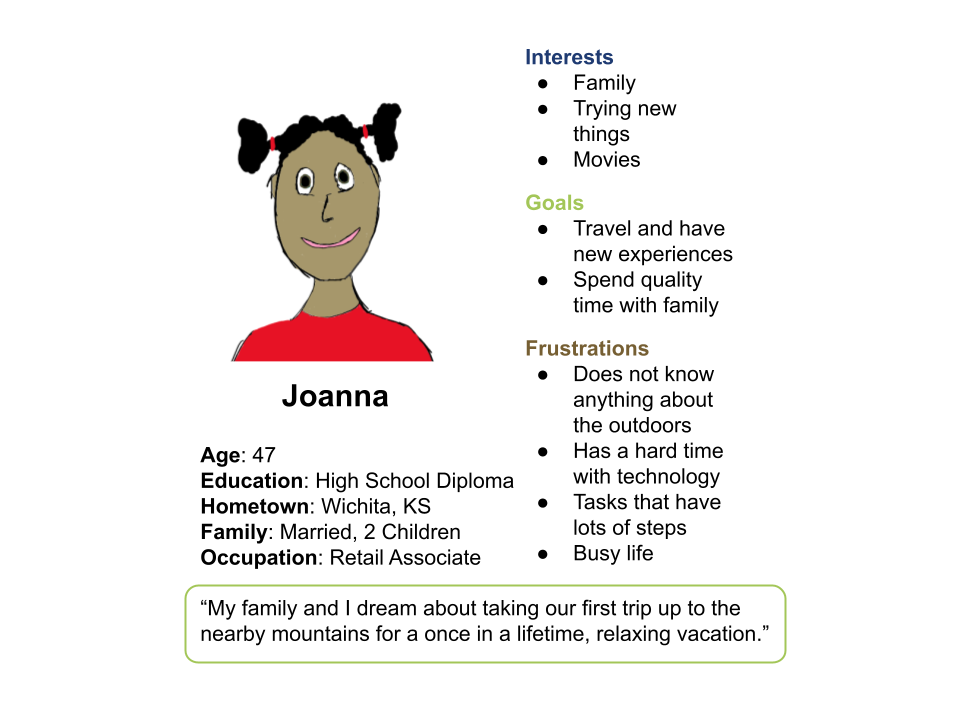 Joanna
Age: 47
Education: High School Diploma
Hometown: Wichita, KS
Family: Married, 2 Children
Occupation: Retail Associate
Interests
● Family
● Trying new
things
● Movies
Goals
● Travel and have
new experiences
● Spend quality
time with family
Frustrations
● Does not know
anything about
the outdoors
● Has a hard time
with technology
● Tasks that have
lots of steps
● Busy life
“My family and I dream about taking our first trip up to the
nearby mountains for a once in a lifetime, relaxing vacation.”